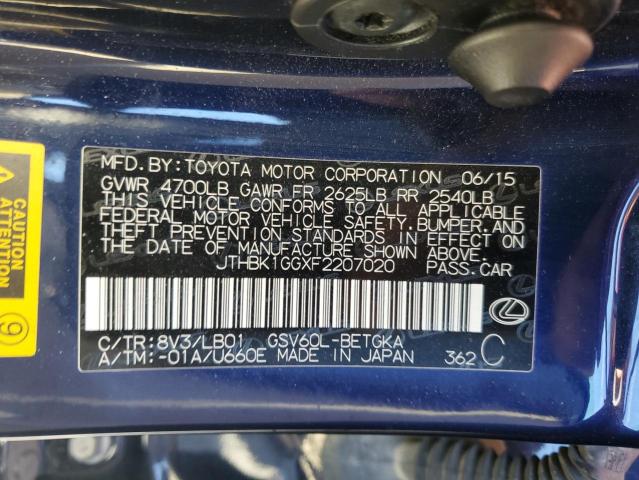 MFD.BY:TOYOTA MOTOR CORPORATION 06/15
GVWR 4700LB GAWR FR 2625LB RR 2540LB
THIS VEHICLE CONFORMS TO ALL APPLICABLE
FEDERAL MOTOR VEHICLE SAFETY,BUMPER,AND
THEFT PREVENTION STANDARDS IN EFFECT ON
THE DATE OF MANUFACTURE SHOWN ABOVE.
JTHBK1GGXF2207020 PASS.CAR
C/TR:8V3/LB01 GSV60L-BETGKA
A/TM:-01A/U660E MADE IN JAPAN 362 C
CAUTION
9